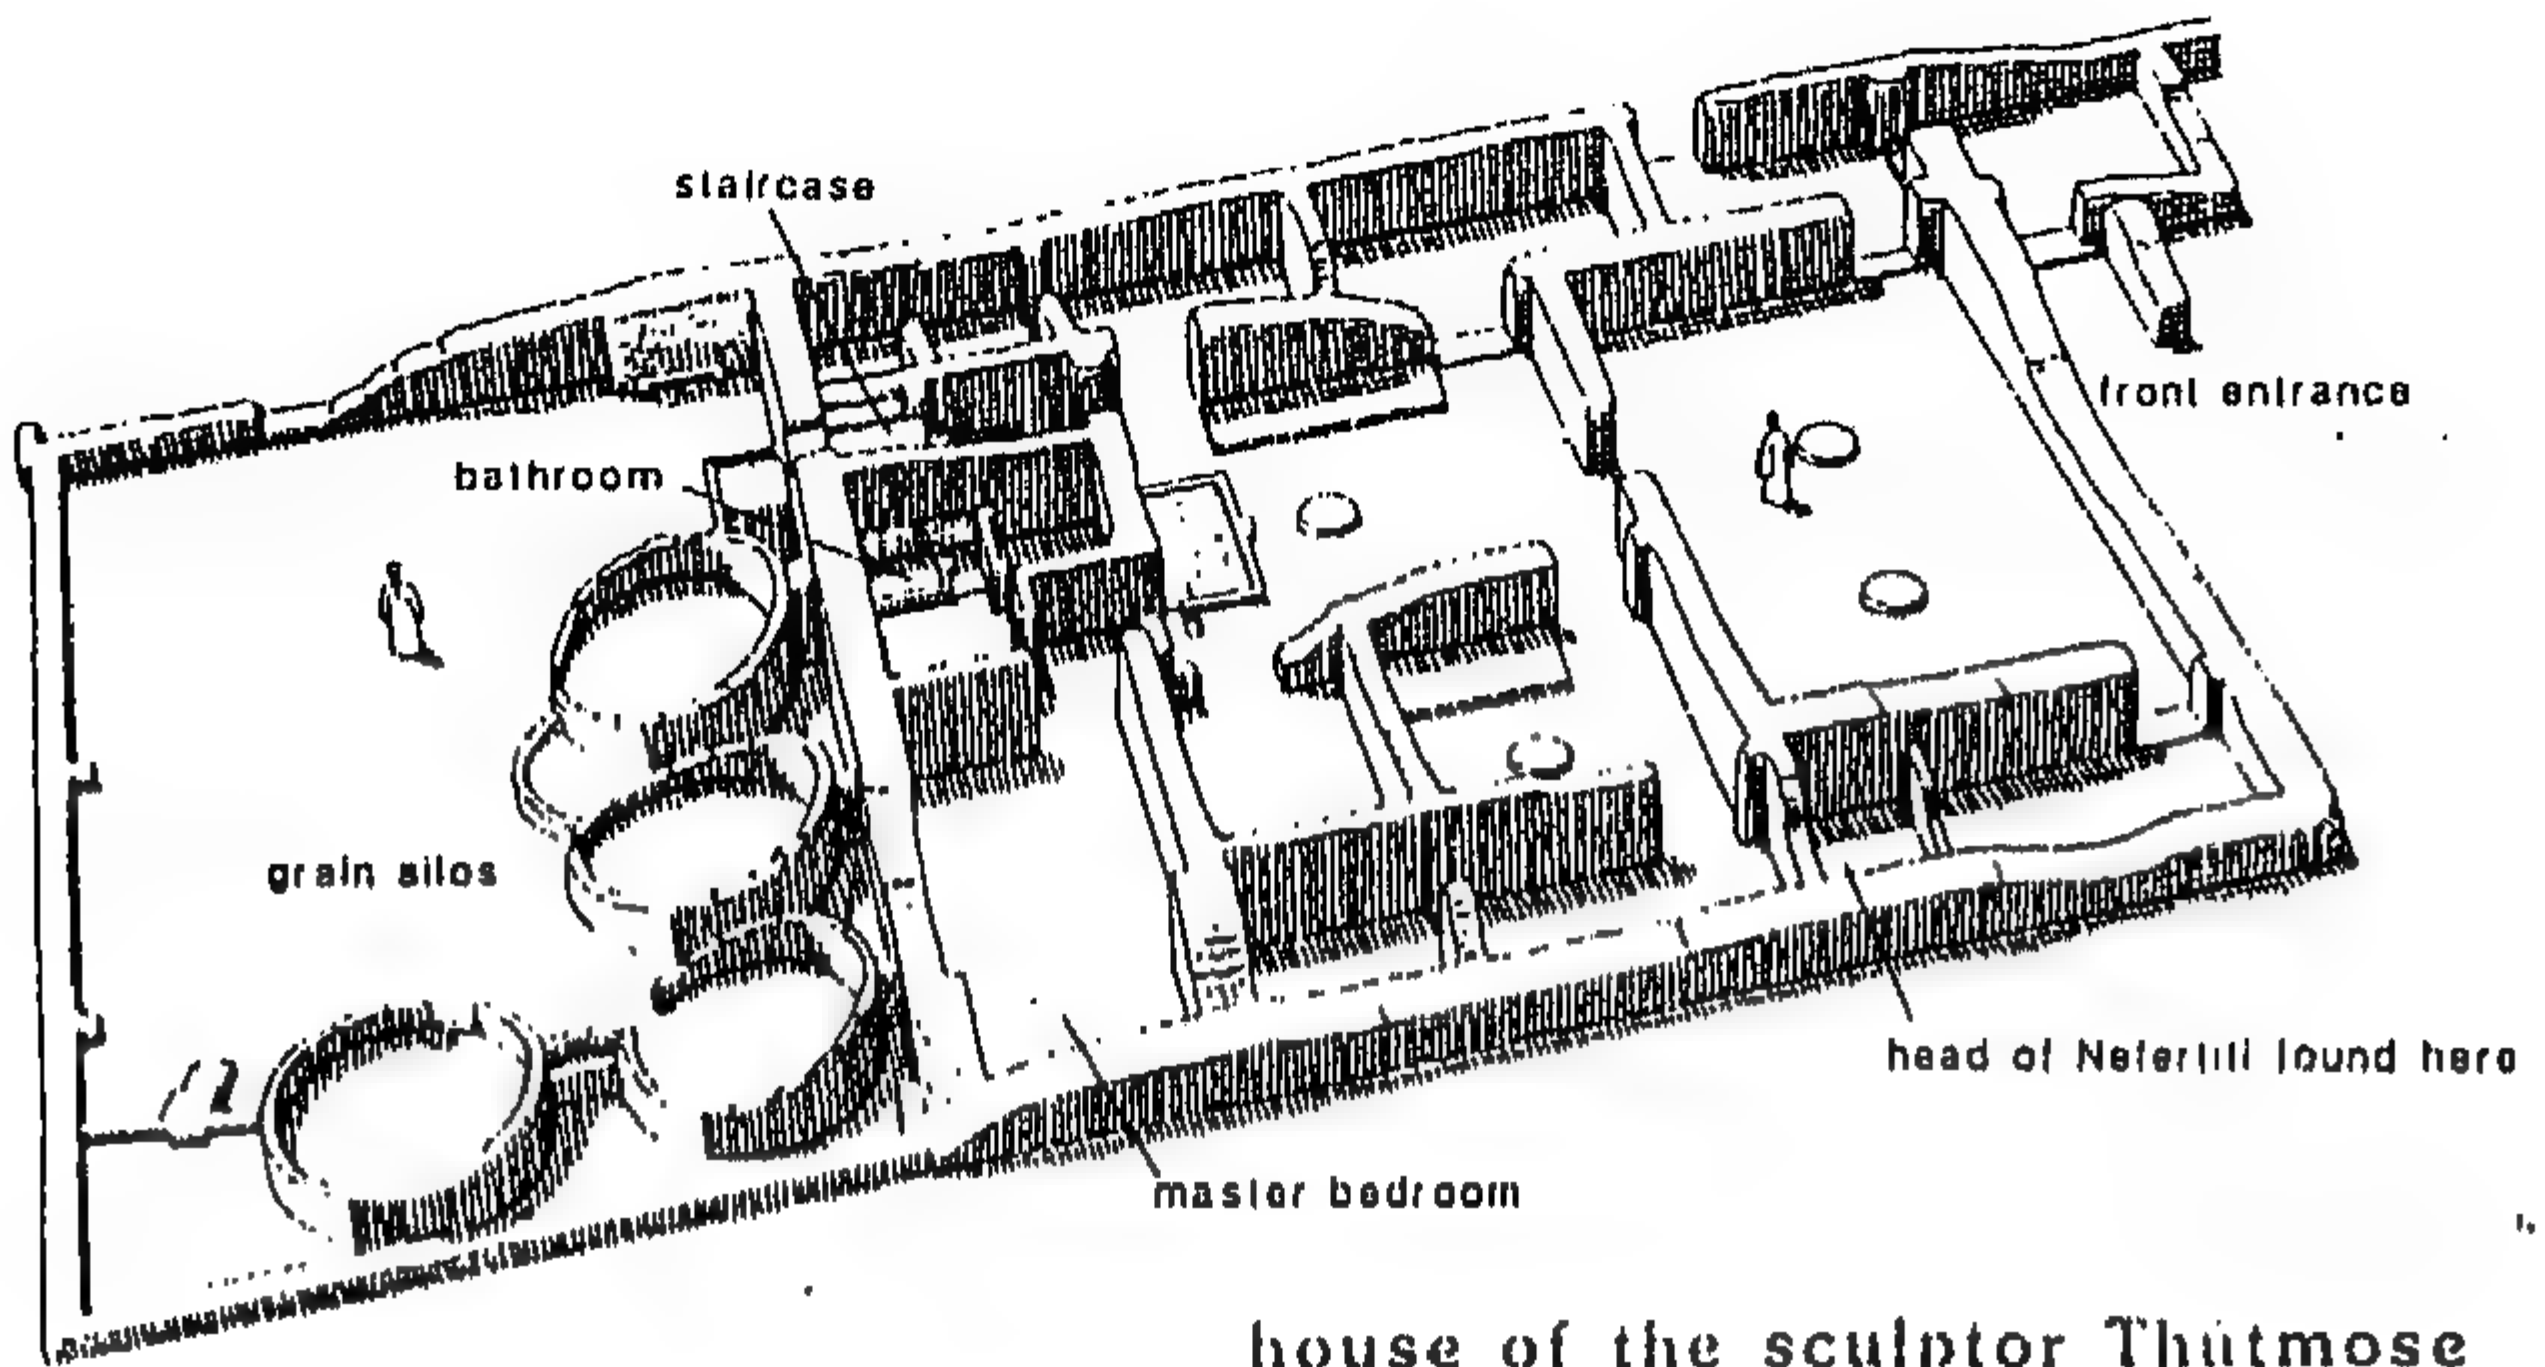 staircase
front entrance
bathroom
grain silos
head of Nefertiti found here
master bedroom
house of the sculptor Thutmose